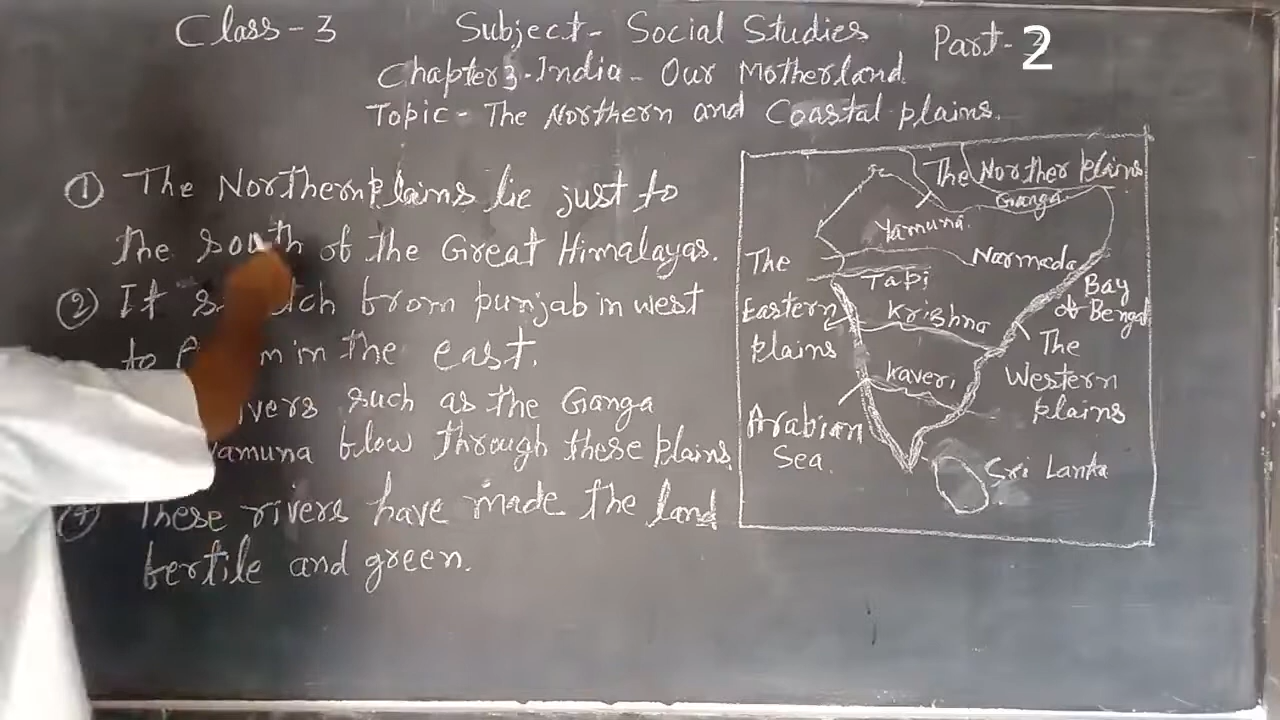 Class - 3
Subject - Social Studies
Part - 2
Chapter 3 - India - Our Motherland
Topic - The Northern and Coastal plains.
① The Northern plains lie just to
the south of the Great Himalayas.
② It from punjab in west
to in the east.
such as the Ganga
Yamuna flow through these plains
④ These rivers have made the land
fertile and green.
The Norther plains
Ganga
Yamuna
Narmada
Tapi
The
Eastern
plains
Krishna
Bay
of Bengal
The
Western
plains
Kaveri
Arabian
Sea.
Sri Lanka